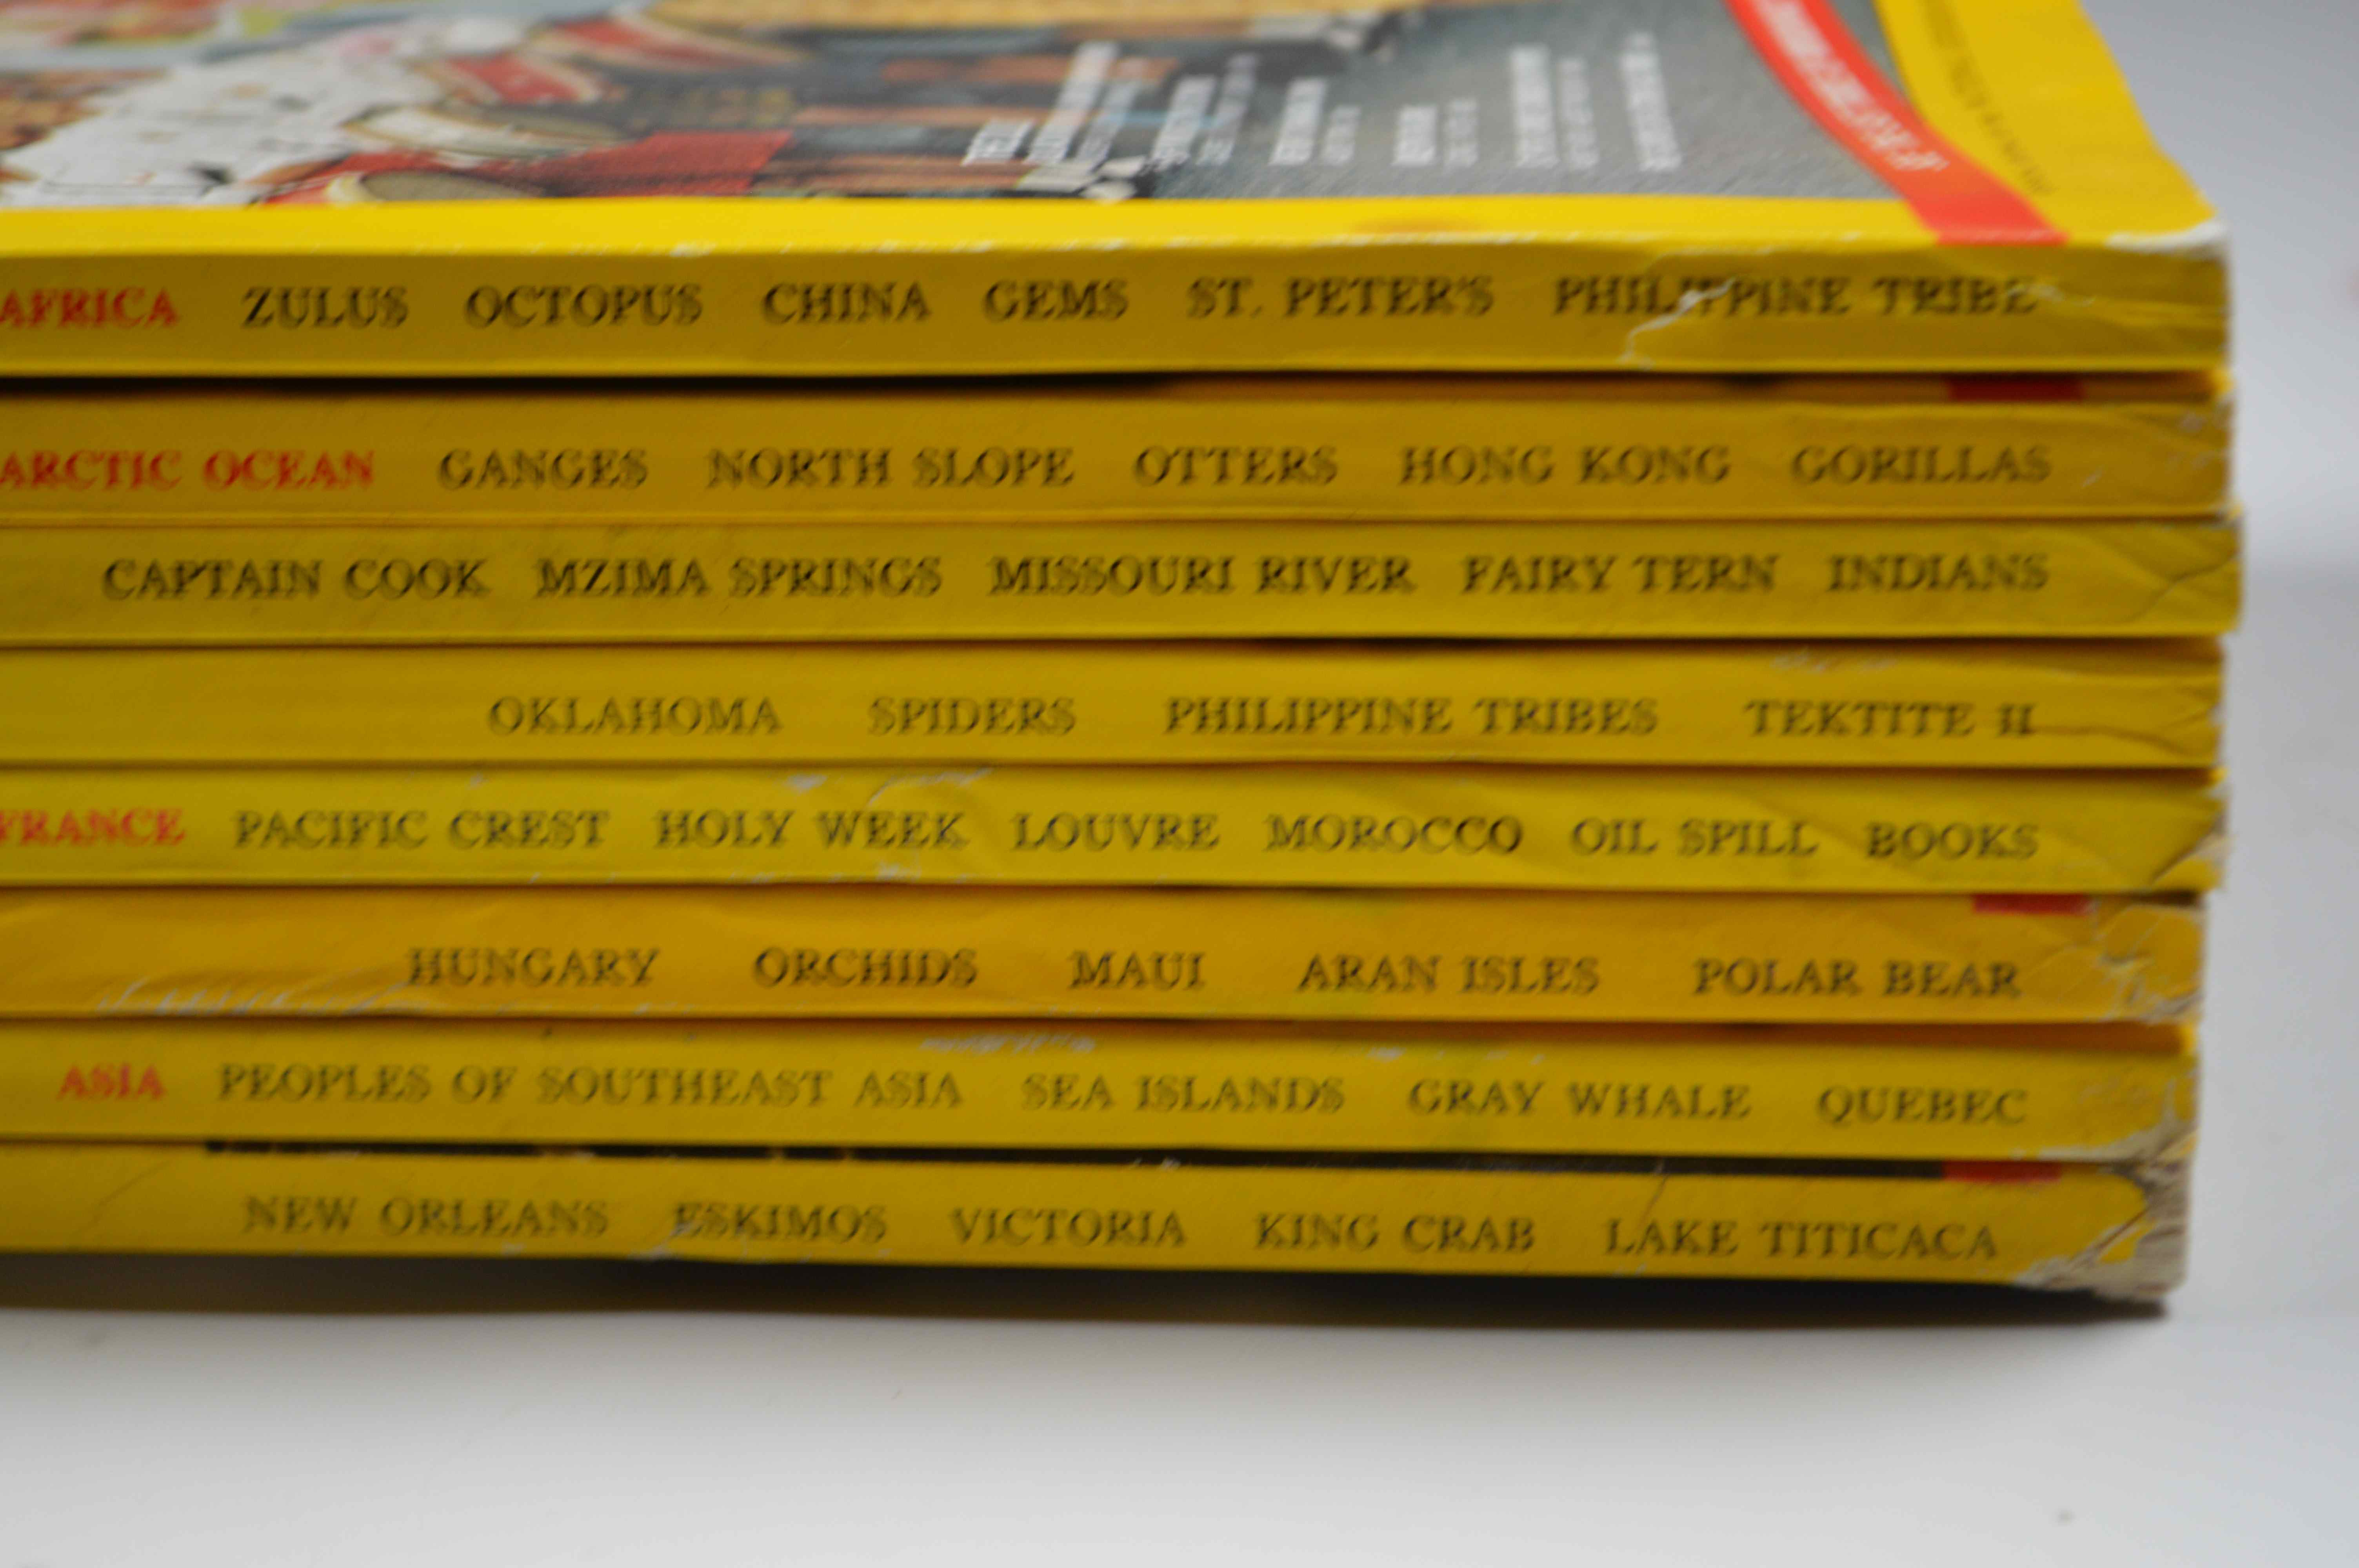 AFRICA ZULUS OCTOPUS CHINA GEMS ST. PETER'S PHILIPPINE TRIBE
ARCTIC OCEAN GANGES NORTH SLOPE OTTERS HONG KONG GORILLAS
CAPTAIN COOK MZIMA SPRINGS MISSOURI RIVER FAIRY TERN INDIANS
OKLAHOMA SPIDERS PHILIPPINE TRIBES TEKTITE II
FRANCE PACIFIC CREST HOLY WEEK LOUVRE MOROCCO OIL SPILL BOOKS
HUNGARY ORCHIDS MAUI ARAN ISLES POLAR BEAR
ASIA PEOPLES OF SOUTHEAST ASIA SEA ISLANDS GRAY WHALE QUEBEC
NEW ORLEANS ESKIMOS VICTORIA KING CRAB LAKE TITICACA